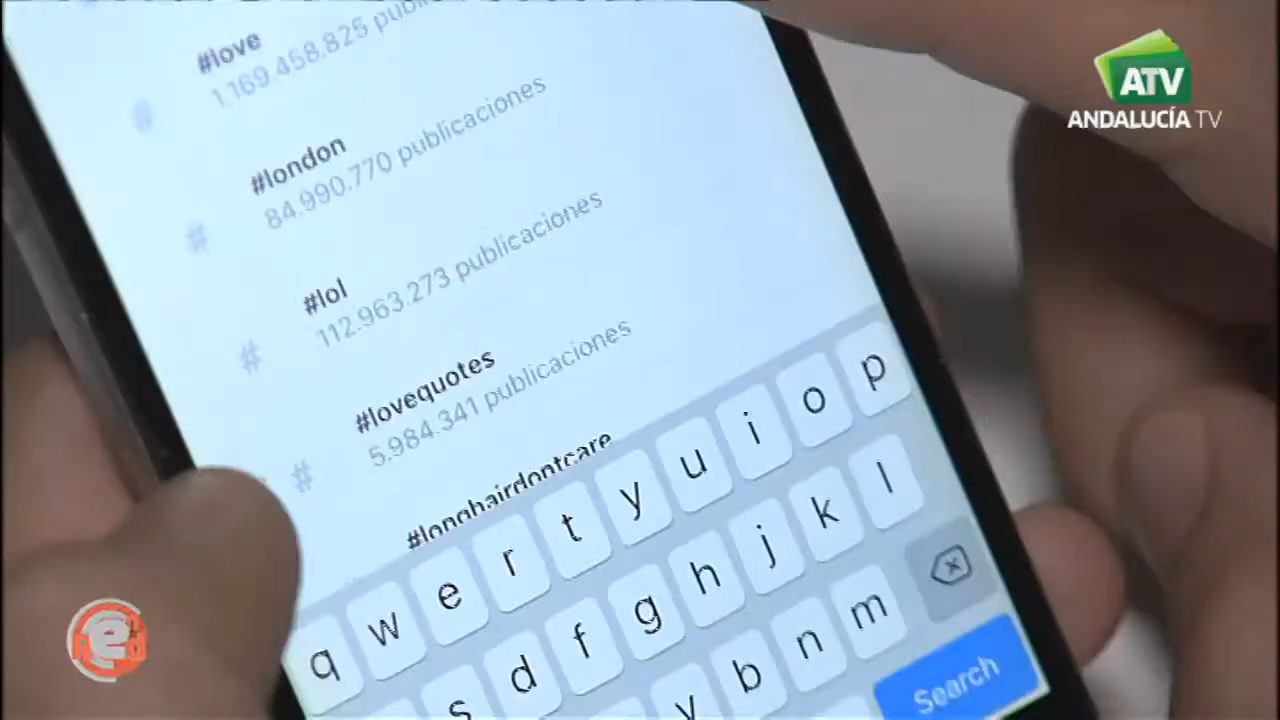 #love
1.169.458.825 publi
#
#london
84.990.770 publicaciones
#
#lol
112.963.273 publicaciones
#
#lovequotes
5.984.341 publicaciones
#
#longhairdontcare
q w e r t y u i o p
s d f g h j k l
v b n m
Search
ATV
ANDALUCÍA TV
e